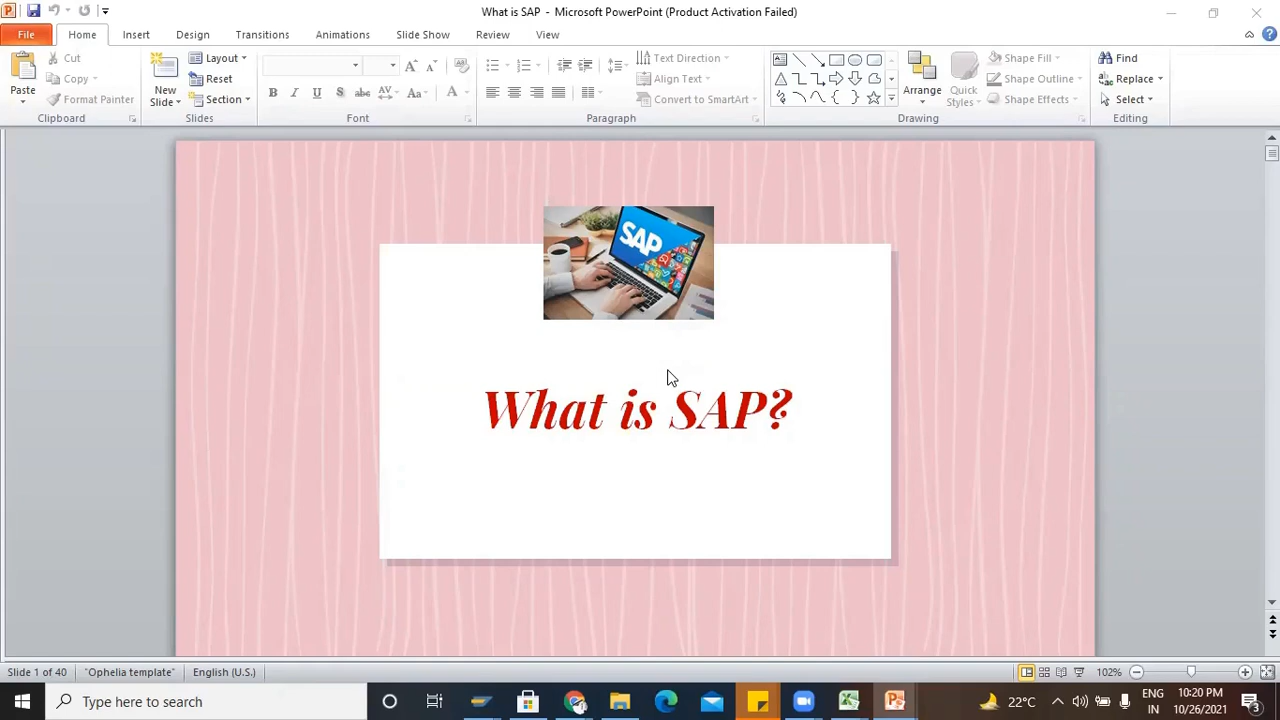 What is SAP - Microsoft PowerPoint (Product Activation Failed)
File Home Insert Design Transitions Animations Slide Show Review View
Paste
Cut
Copy
Format Painter
Clipboard
New Slide
Layout
Reset
Section
Slides
B I U S abc AV Aa A
Font
Text Direction
Align Text
Convert to SmartArt
Paragraph
Arrange
Quick Styles
Shape Fill
Shape Outline
Shape Effects
Drawing
Find
Replace
Select
Editing
SAP
What is SAP?
Slide 1 of 40 "Ophelia template" English (U.S.) 102%
Type here to search
22°C
ENG
IN
10:20 PM
10/26/2021
3